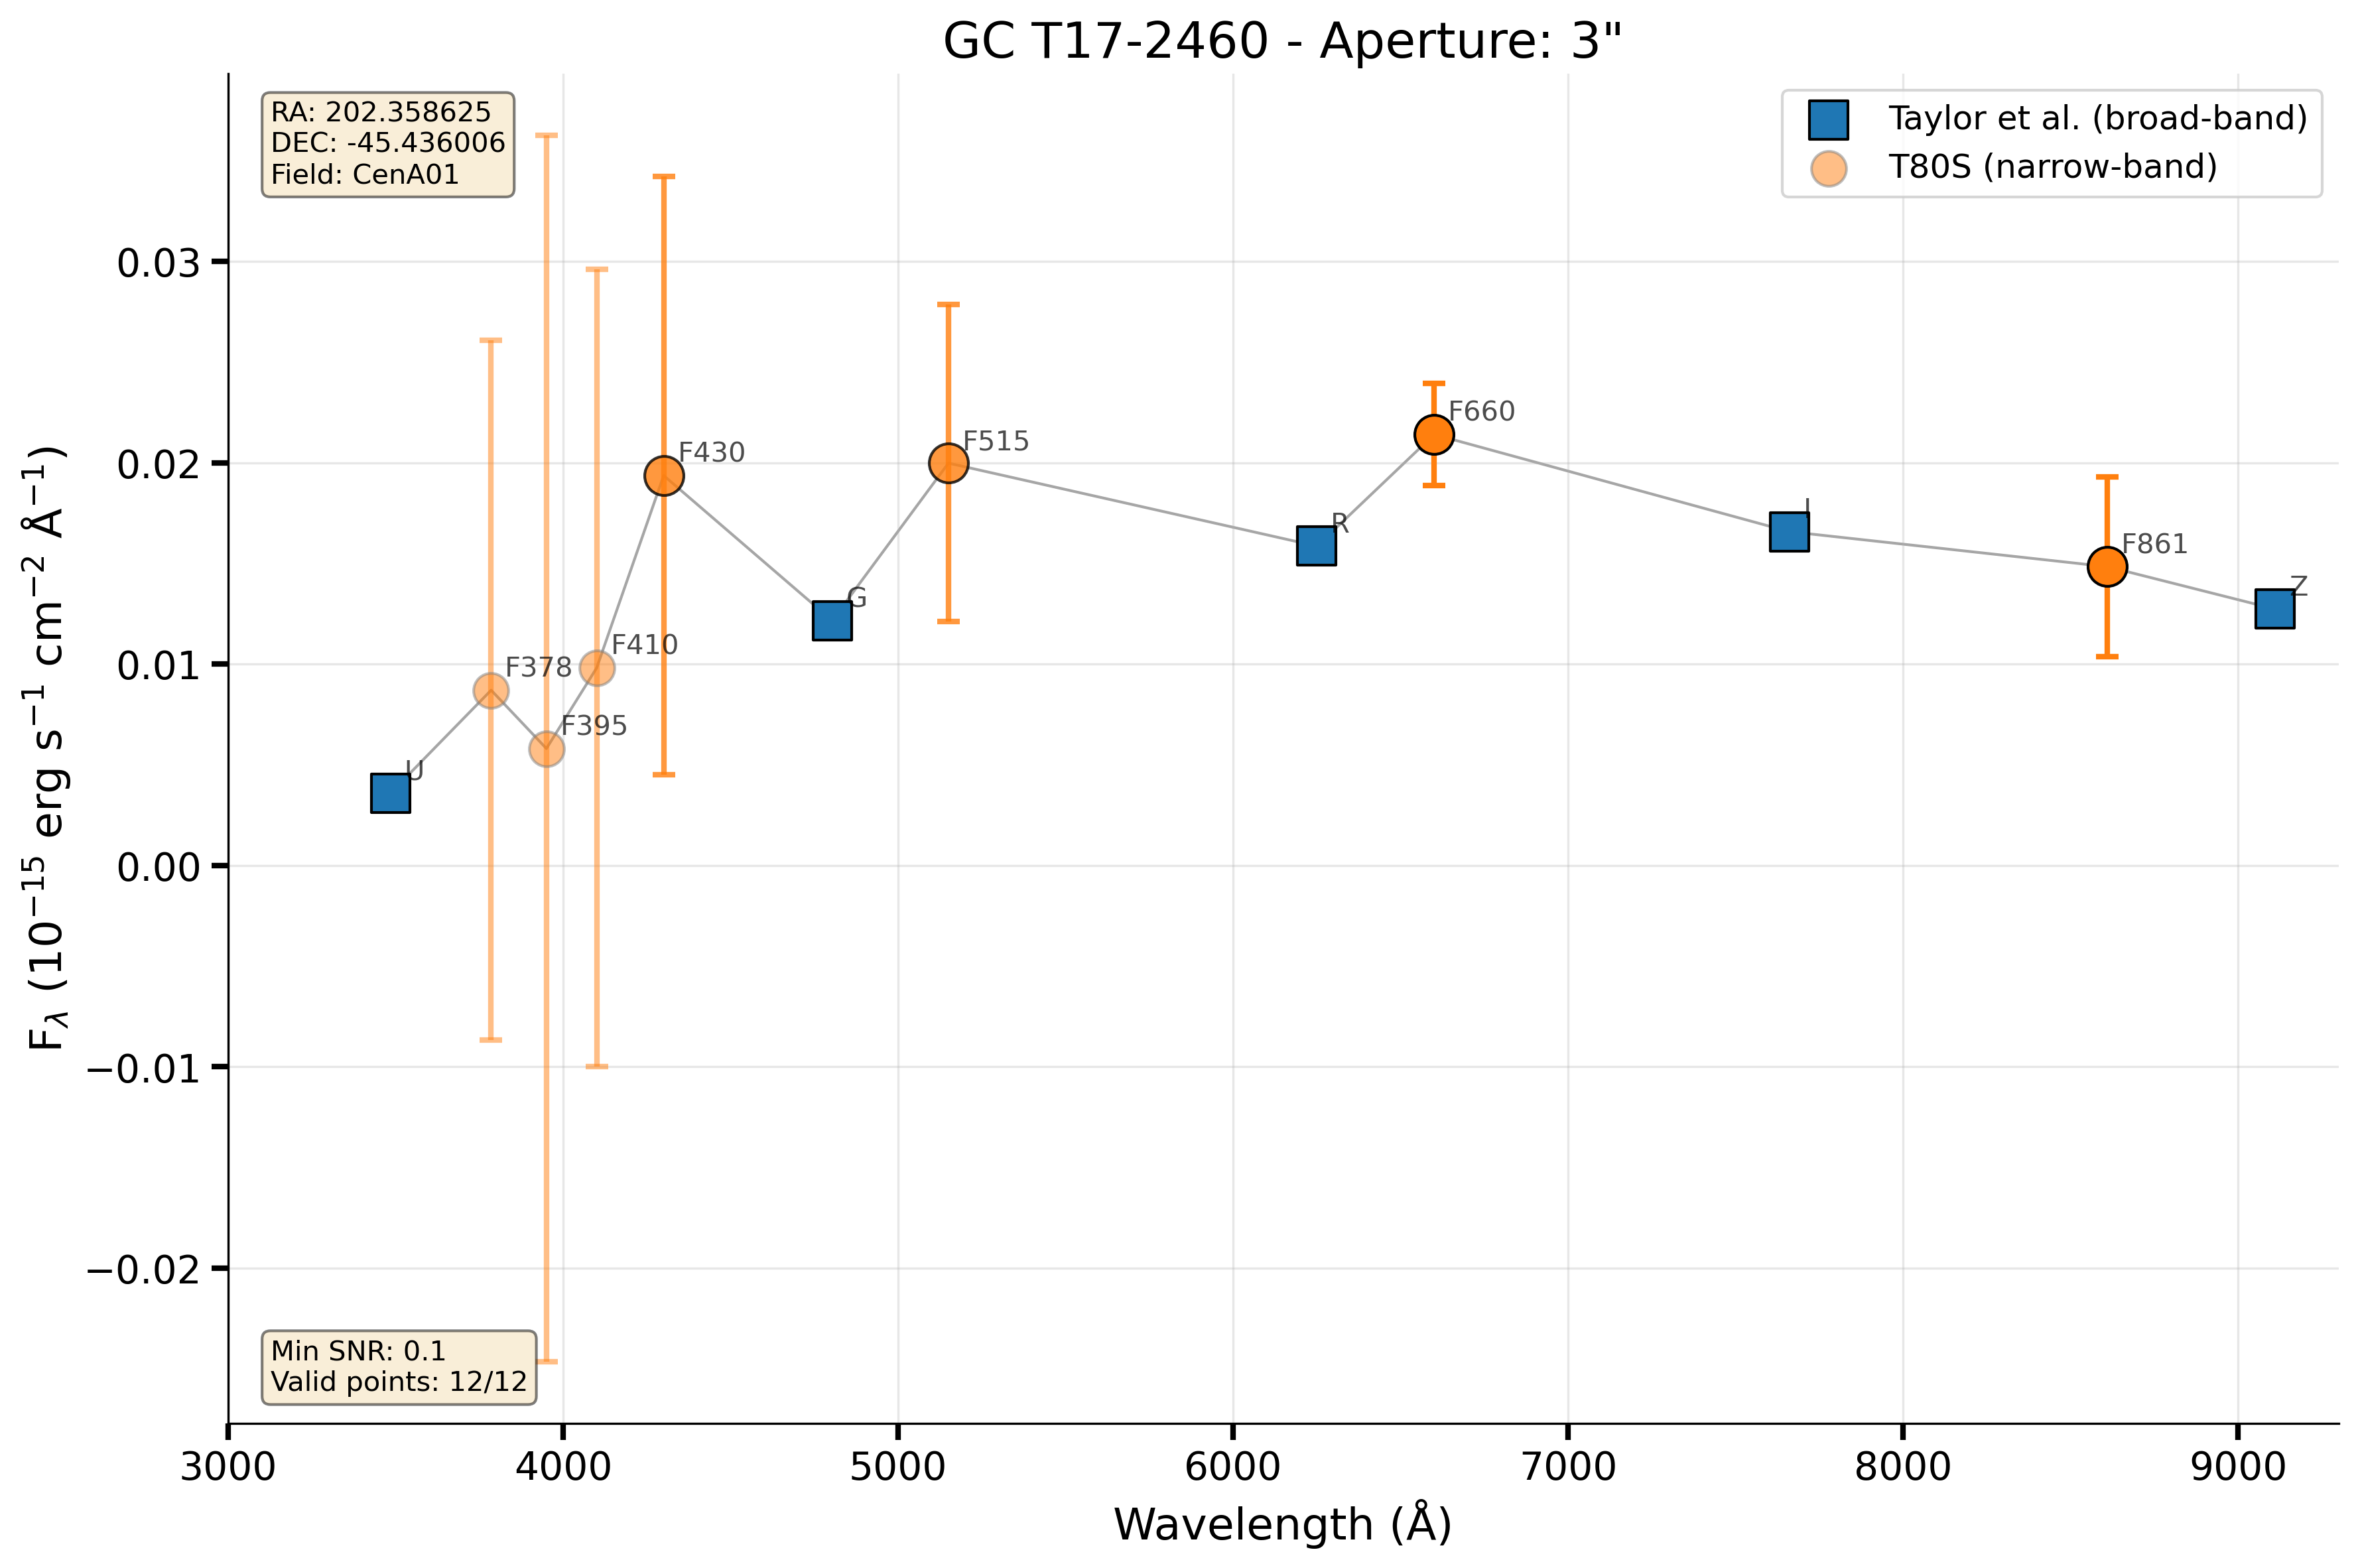 GC T17-2460 - Aperture: 3"
RA: 202.358625
DEC: -45.436006
Field: CenA01
Taylor et al. (broad-band)
T80S (narrow-band)
F660
F515
F430
R
I
F861
Z
G
F410
F378
F395
U
Min SNR: 0.1
Valid points: 12/12
0.03
0.02
0.01
0.00
−0.01
−0.02
F_λ (10⁻¹⁵ erg s⁻¹ cm⁻² Å⁻¹)
3000 4000 5000 6000 7000 8000 9000
Wavelength (Å)